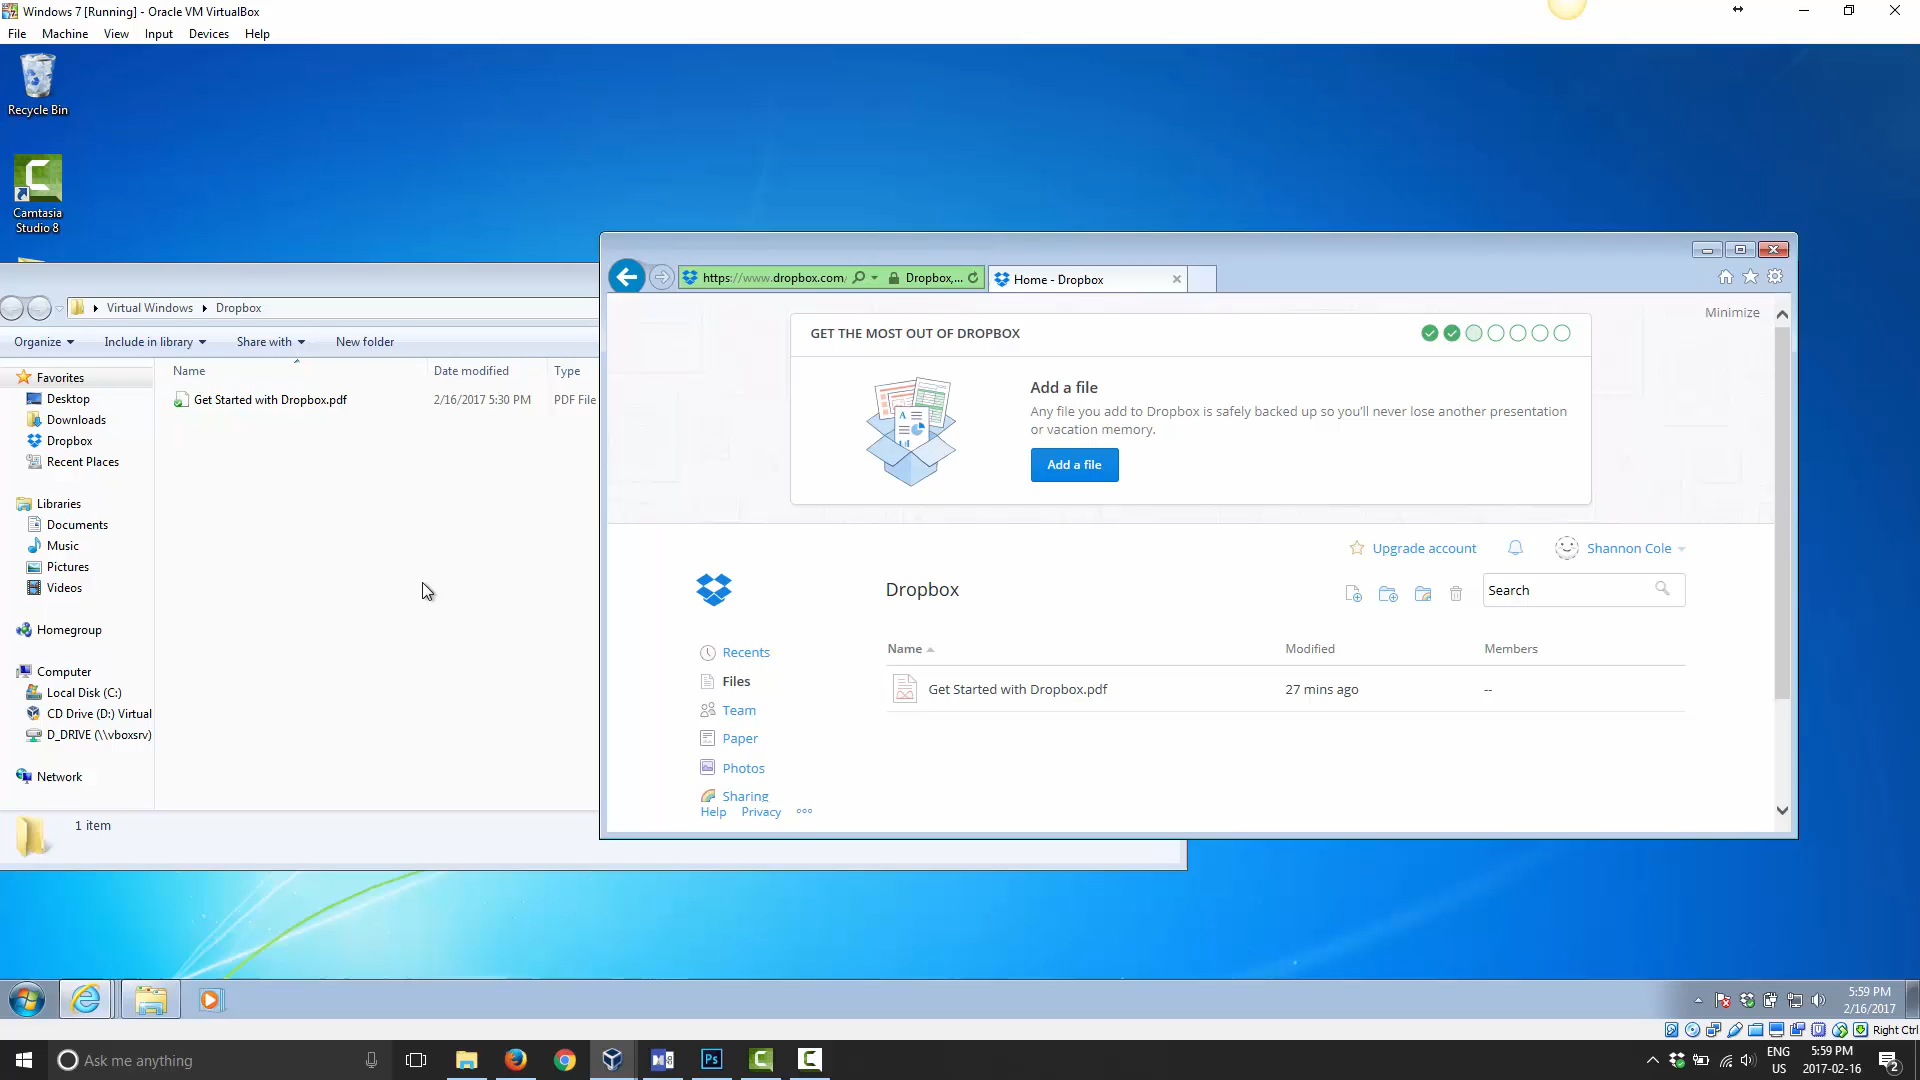 Windows 7 [Running] - Oracle VM VirtualBox
File Machine View Input Devices Help
Recycle Bin
Camtasia
Studio 8
Virtual Windows Dropbox
Organize Include in library Share with New folder
Name Date modified Type
Get Started with Dropbox.pdf 2/16/2017 5:30 PM PDF File
Favorites
Desktop
Downloads
Dropbox
Recent Places
Libraries
Documents
Music
Pictures
Videos
Homegroup
Computer
Local Disk (C:)
CD Drive (D:) Virtual
D_DRIVE (\\vboxsrv)
Network
1 item
https://www.dropbox.com/ Dropbox,... Home - Dropbox
Minimize
GET THE MOST OUT OF DROPBOX
Add a file
Any file you add to Dropbox is safely backed up so you'll never lose another presentation
or vacation memory.
Add a file
Upgrade account Shannon Cole
Dropbox
Search
Name Modified Members
Get Started with Dropbox.pdf 27 mins ago --
Recents
Files
Team
Paper
Photos
Sharing
Help Privacy
5:59 PM
2/16/2017
Right Ctrl
Ask me anything
ENG
US
5:59 PM
2017-02-16
2